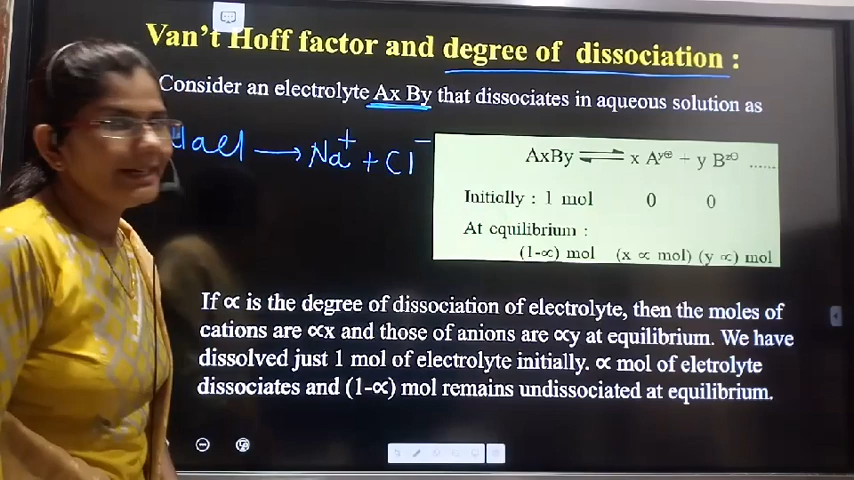 Van't Hoff factor and degree of dissociation :
Consider an electrolyte Ax By that dissociates in aqueous solution as
NaCl → Na⁺ + Cl⁻
AxBy ⇌ x Aʸ⊕ + y Bᶻ⊖ ......
Initially : 1 mol 0 0
At equilibrium :
(1-∝) mol (x ∝ mol) (y ∝) mol
If ∝ is the degree of dissociation of electrolyte, then the moles of
cations are ∝x and those of anions are ∝y at equilibrium. We have
dissolved just 1 mol of electrolyte initially. ∝ mol of eletrolyte
dissociates and (1-∝) mol remains undissociated at equilibrium.